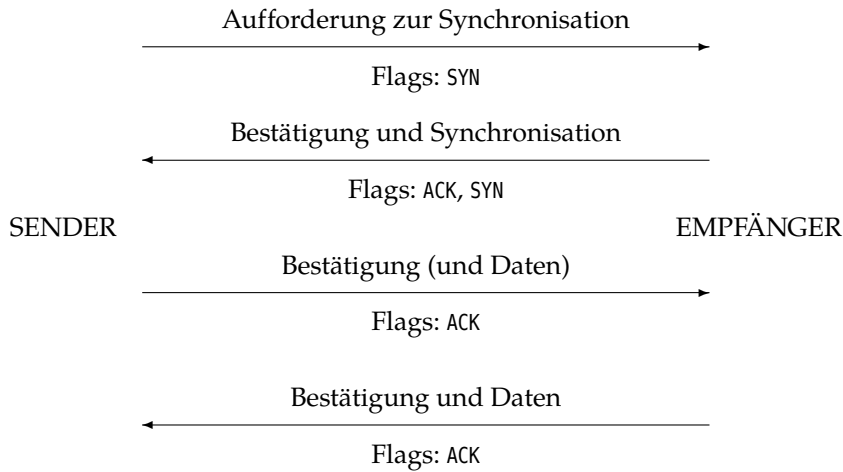 Aufforderung zur Synchronisation
Flags: SYN
Bestätigung und Synchronisation
Flags: ACK, SYN
SENDER
EMPFÄNGER
Bestätigung (und Daten)
Flags: ACK
Bestätigung und Daten
Flags: ACK